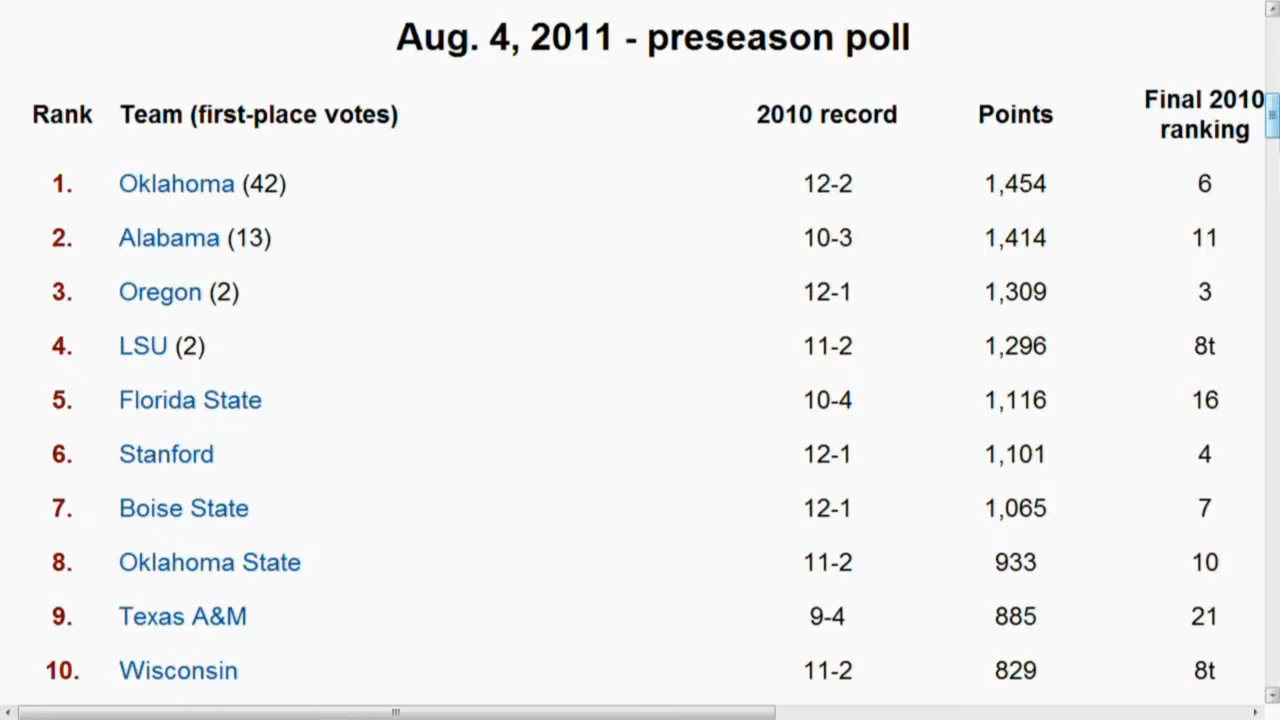 Aug. 4, 2011 - preseason poll
Rank Team (first-place votes) 2010 record Points Final 2010 ranking
1. Oklahoma (42) 12-2 1,454 6
2. Alabama (13) 10-3 1,414 11
3. Oregon (2) 12-1 1,309 3
4. LSU (2) 11-2 1,296 8t
5. Florida State 10-4 1,116 16
6. Stanford 12-1 1,101 4
7. Boise State 12-1 1,065 7
8. Oklahoma State 11-2 933 10
9. Texas A&M 9-4 885 21
10. Wisconsin 11-2 829 8t